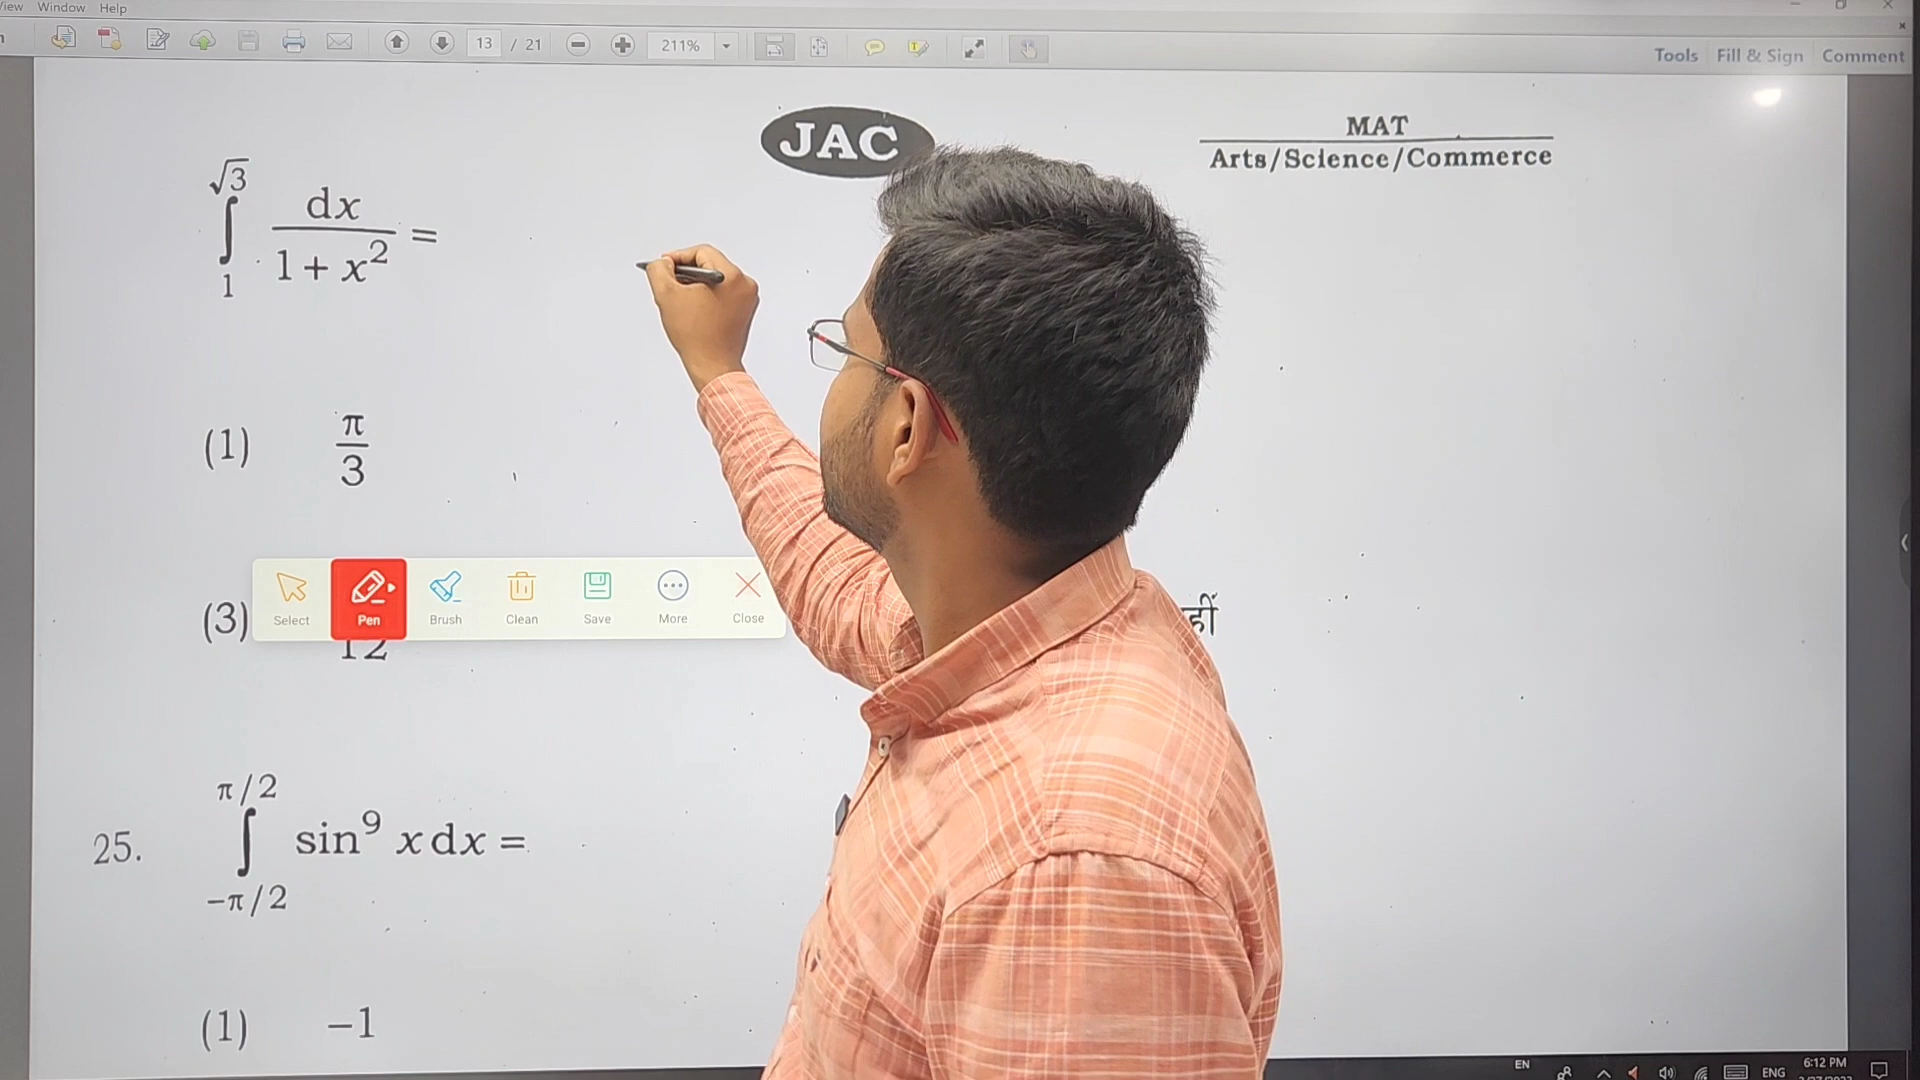 View Window Help
13 / 21 211%
Tools Fill & Sign Comment
JAC
MAT
Arts/Science/Commerce
√3
∫ dx / 1 + x² =
1
(1) π/3
Select Pen Brush Clean Save More Close
(3) 12
हीं
π/2
25. ∫ sin⁹ x dx =
-π/2
(1) −1
EN ENG 6:12 PM